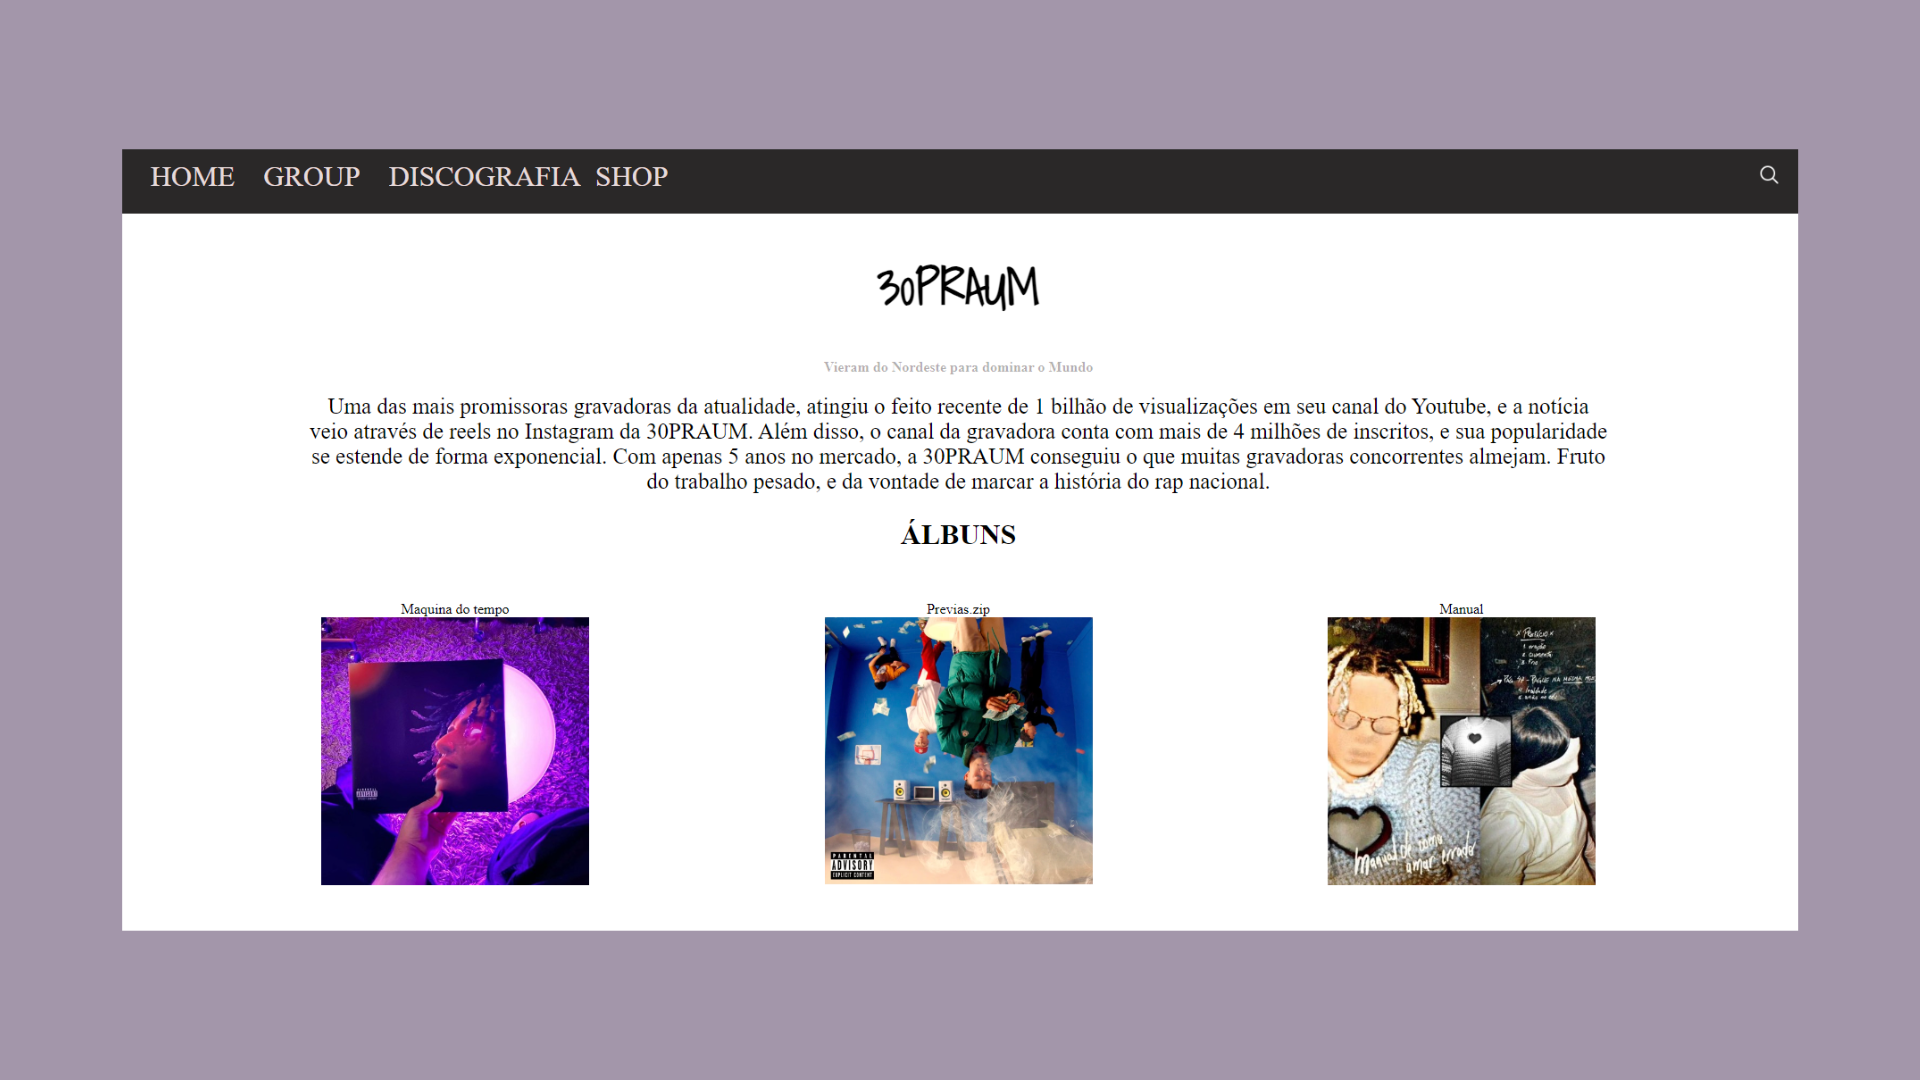 HOME GROUP DISCOGRAFIA SHOP
30PRAUM
Vieram do Nordeste para dominar o Mundo
Uma das mais promissoras gravadoras da atualidade, atingiu o feito recente de 1 bilhão de visualizações em seu canal do Youtube, e a notícia
veio através de reels no Instagram da 30PRAUM. Além disso, o canal da gravadora conta com mais de 4 milhões de inscritos, e sua popularidade
se estende de forma exponencial. Com apenas 5 anos no mercado, a 30PRAUM conseguiu o que muitas gravadoras concorrentes almejam. Fruto
do trabalho pesado, e da vontade de marcar a história do rap nacional.
ÁLBUNS
Maquina do tempo
Previas.zip
Manual
PARENTAL
ADVISORY
EXPLICIT CONTENT
manual de como
amar errado